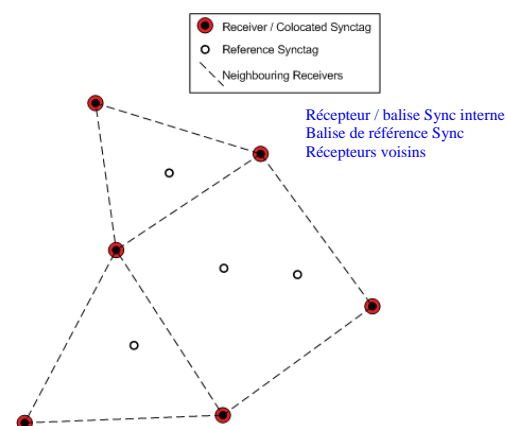 Receiver / Colocated Synctag
Reference Synctag
Neighbouring Receivers
Récepteur / balise Sync interne
Balise de référence Sync
Récepteurs voisins